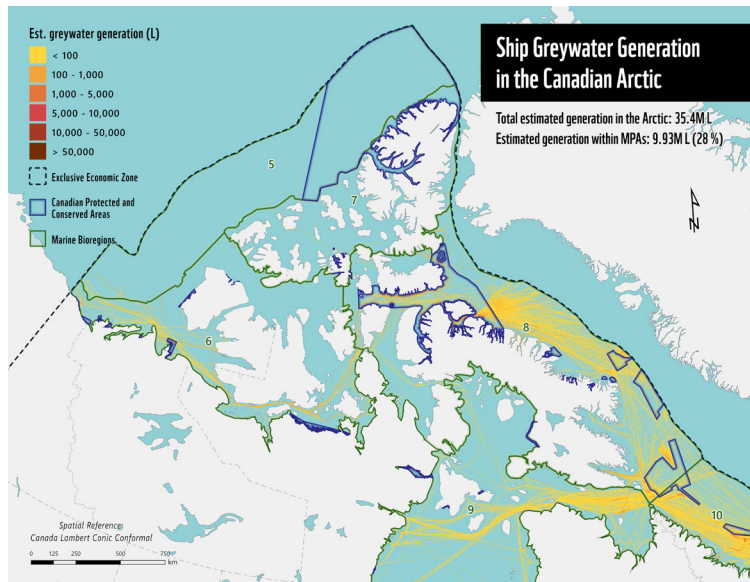 Ship Greywater Generation
in the Canadian Arctic
Total estimated generation in the Arctic: 35.4M L
Estimated generation within MPAs: 9.93M L (28 %)
Est. greywater generation (L)
< 100
100 - 1,000
1,000 - 5,000
5,000 - 10,000
10,000 - 50,000
> 50,000
Exclusive Economic Zone
Canadian Protected and
Conserved Areas
Marine Bioregions
5
7
6
8
9
10
N
Spatial Reference:
Canada Lambert Conic Conformal
0 125 250 500 750
km